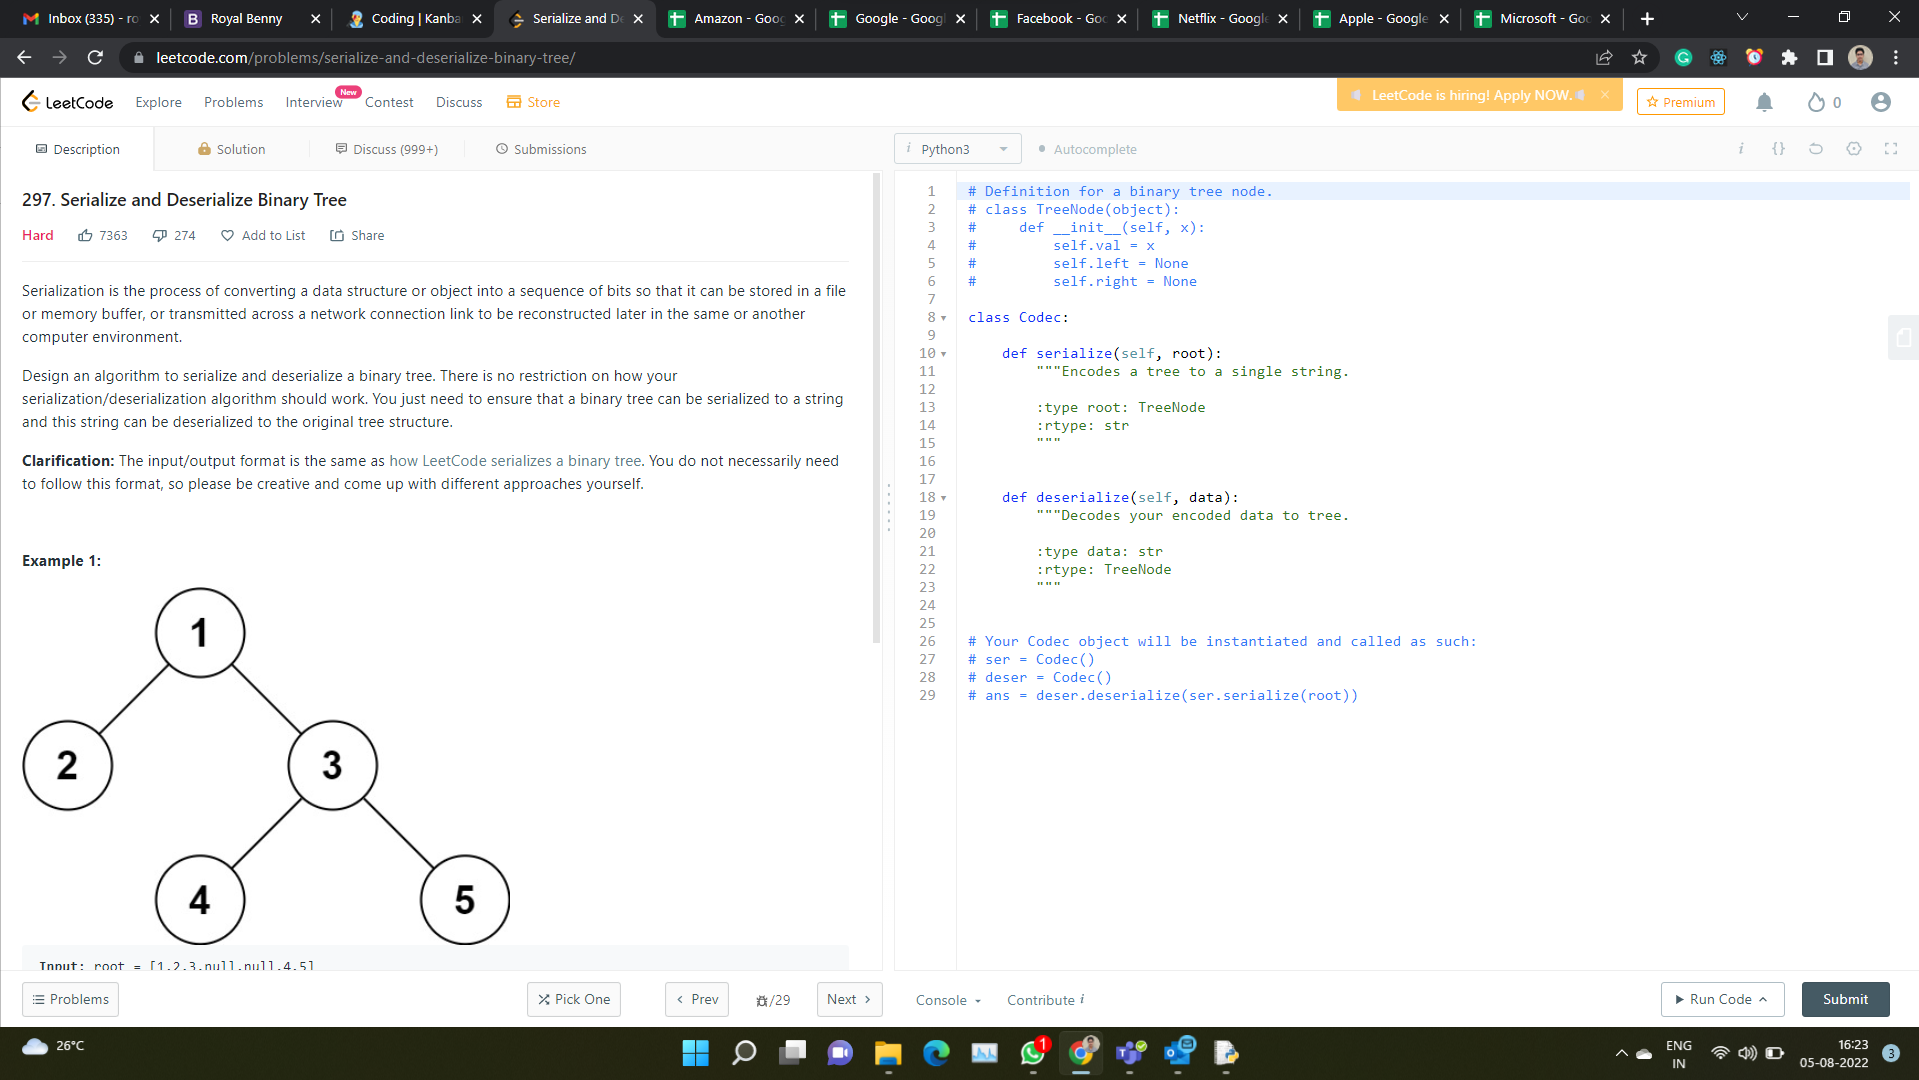 Inbox (335) - ro
Royal Benny
Coding | Kanba
Serialize and De
Amazon - Goog
Google - Googl
Facebook - Goo
Netflix - Google
Apple - Google
Microsoft - Goo
leetcode.com/problems/serialize-and-deserialize-binary-tree/
LeetCode
Explore
Problems
Interview
New
Contest
Discuss
Store
LeetCode is hiring! Apply NOW.
Premium
0
Description
Solution
Discuss (999+)
Submissions
i Python3
Autocomplete
i {}
297. Serialize and Deserialize Binary Tree
Hard
7363
274
Add to List
Share
Serialization is the process of converting a data structure or object into a sequence of bits so that it can be stored in a file
or memory buffer, or transmitted across a network connection link to be reconstructed later in the same or another
computer environment.
Design an algorithm to serialize and deserialize a binary tree. There is no restriction on how your
serialization/deserialization algorithm should work. You just need to ensure that a binary tree can be serialized to a string
and this string can be deserialized to the original tree structure.
Clarification: The input/output format is the same as how LeetCode serializes a binary tree. You do not necessarily need
to follow this format, so please be creative and come up with different approaches yourself.
Example 1:
1
2
3
4
5
Input: root = [1,2,3,null,null,4,5]
1 # Definition for a binary tree node.
2 # class TreeNode(object):
3 #     def __init__(self, x):
4 #         self.val = x
5 #         self.left = None
6 #         self.right = None
7
8 class Codec:
9
10     def serialize(self, root):
11         """Encodes a tree to a single string.
12
13         :type root: TreeNode
14         :rtype: str
15         """
16
17
18     def deserialize(self, data):
19         """Decodes your encoded data to tree.
20
21         :type data: str
22         :rtype: TreeNode
23         """
24
25
26 # Your Codec object will be instantiated and called as such:
27 # ser = Codec()
28 # deser = Codec()
29 # ans = deser.deserialize(ser.serialize(root))
Problems
Pick One
Prev
/29
Next
Console
Contribute i
Run Code
Submit
26°C
1
ENG
IN
16:23
05-08-2022
3